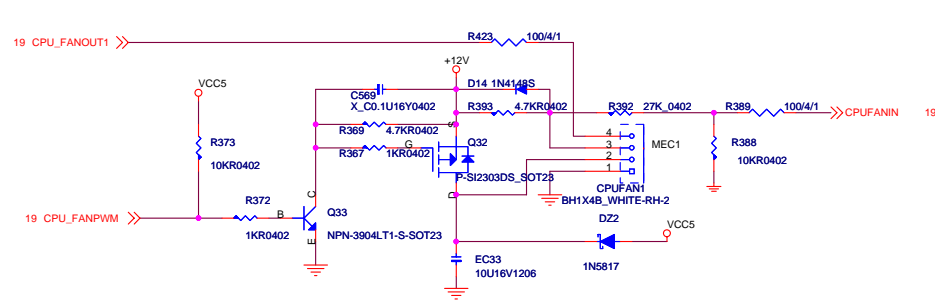 R423 100/4/1
19 CPU_FANOUT1
+12V
VCC5
D14 1N4148S
C569
X_C0.1U16Y0402
R393 4.7KR0402
R392 27K_0402
R389 100/4/1
CPUFANIN 19
R369 4.7KR0402
S
4
R373
10KR0402
G
Q32
3
MEC1
R388
10KR0402
R367 1KR0402
2
P-SI2303DS_SOT23
1
D
CPUFAN1
BH1X4B_WHITE-RH-2
C
R372
1KR0402
B
Q33
19 CPU_FANPWM
DZ2
VCC5
NPN-3904LT1-S-SOT23
E
EC33
10U16V1206
1N5817